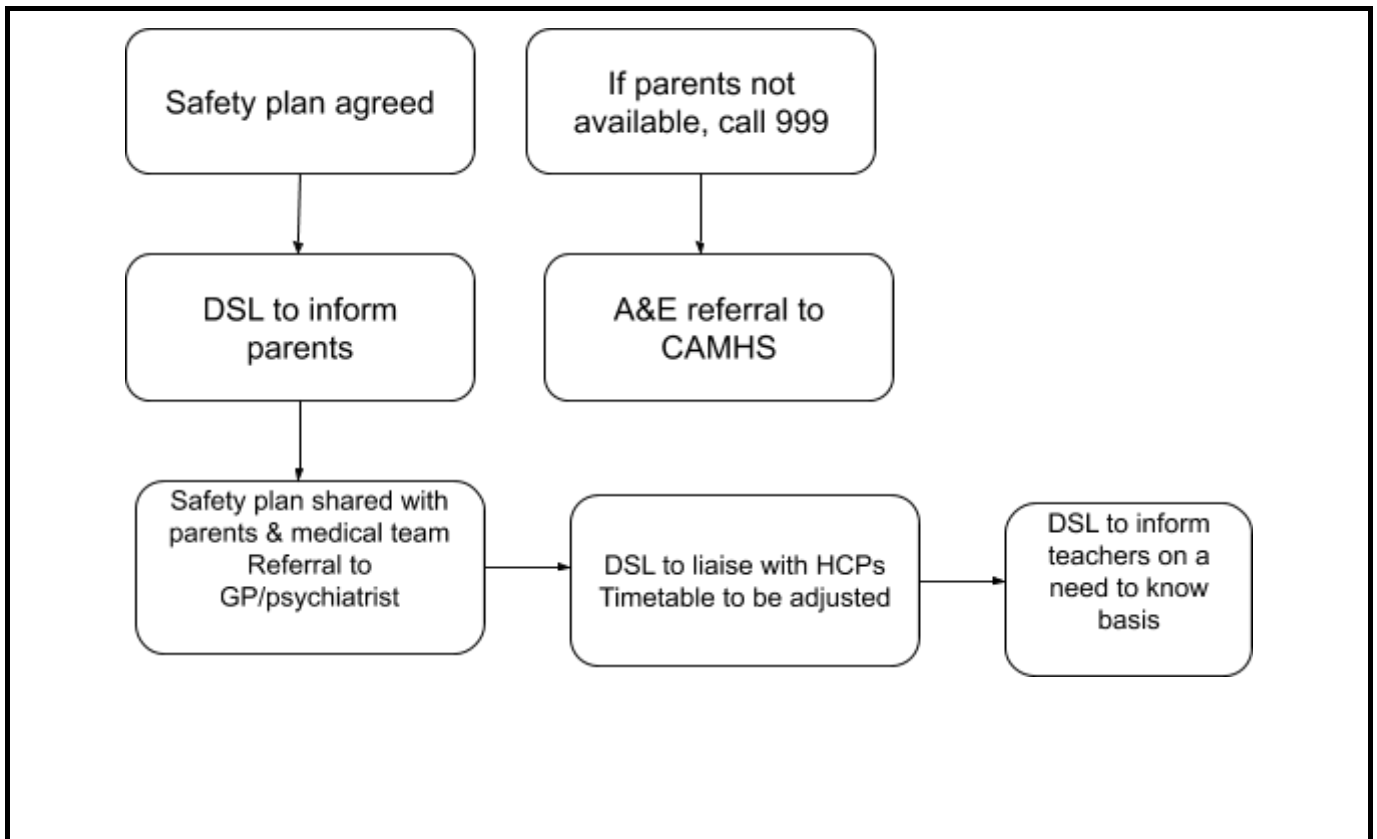 Safety plan agreed
If parents not
available, call 999
DSL to inform
parents
A&E referral to
CAMHS
Safety plan shared with
parents & medical team
Referral to
GP/psychiatrist
DSL to liaise with HCPs
Timetable to be adjusted
DSL to inform
teachers on a
need to know
basis